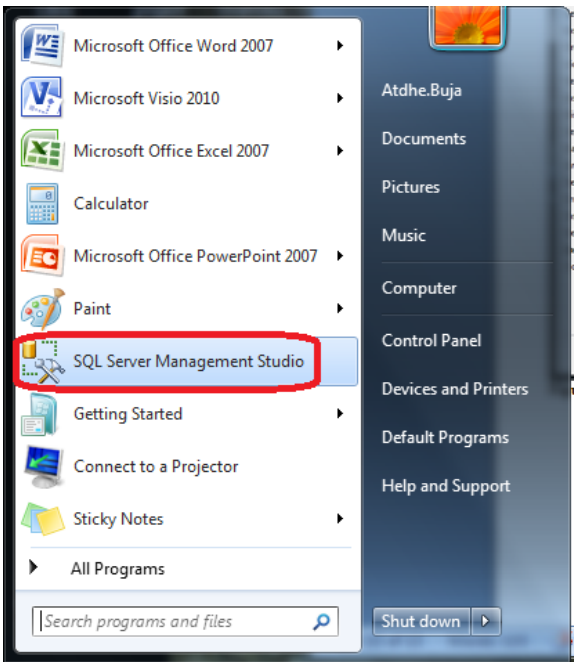 Microsoft Office Word 2007
Microsoft Visio 2010
Microsoft Office Excel 2007
Calculator
Microsoft Office PowerPoint 2007
Paint
SQL Server Management Studio
Getting Started
Connect to a Projector
Sticky Notes
All Programs
Search programs and files
Atdhe.Buja
Documents
Pictures
Music
Computer
Control Panel
Devices and Printers
Default Programs
Help and Support
Shut down